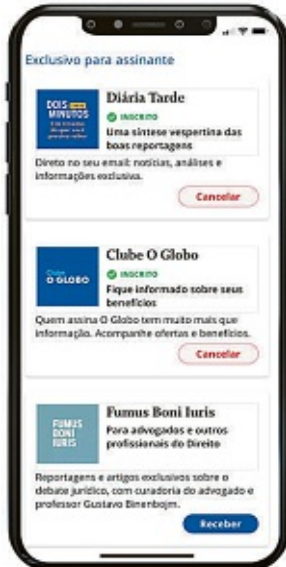 Exclusivo para assinante
DOIS
MINUTOS
Diária Tarde
INSCRITO
Uma síntese vespertina das
boas reportagens
Direto no seu email: notícias, análises e
informações exclusiva.
Cancelar
Clube
O GLOBO
Clube O Globo
INSCRITO
Fique informado sobre seus
benefícios
Quem assina O Globo tem muito mais que
informação. Acompanhe ofertas e benefícios.
Cancelar
FUMUS
BONI
IURIS
Fumus Boni Iuris
Para advogados e outros
profissionais do Direito
Reportagens e artigos exclusivos sobre o
debate jurídico, com curadoria do advogado e
professor Gustavo Binenbojm.
Receber